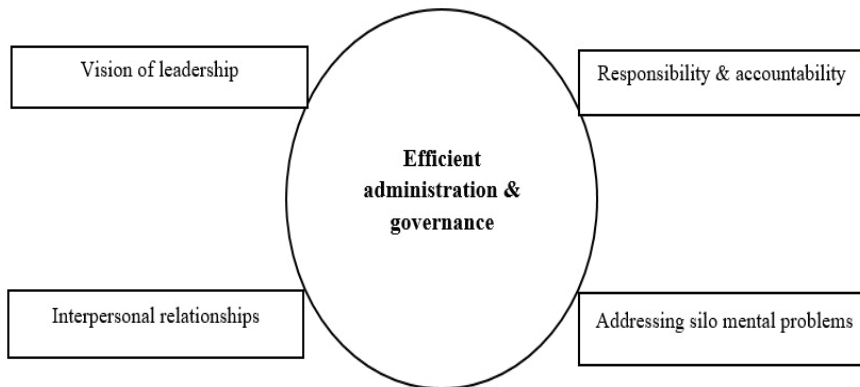 Vision of leadership
Responsibility & accountability
Efficient
administration &
governance
Interpersonal relationships
Addressing silo mental problems